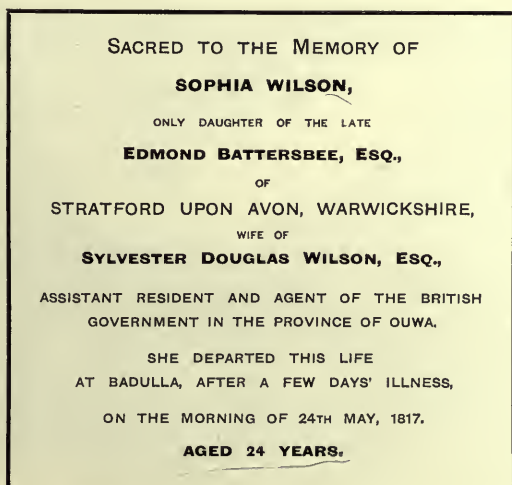 SACRED TO THE MEMORY OF
SOPHIA WILSON,
ONLY DAUGHTER OF THE LATE
EDMOND BATTERSBEE, ESQ.,
OF
STRATFORD UPON AVON, WARWICKSHIRE,
WIFE OF
SYLVESTER DOUGLAS WILSON, ESQ.,
ASSISTANT RESIDENT AND AGENT OF THE BRITISH
GOVERNMENT IN THE PROVINCE OF OUWA.
SHE DEPARTED THIS LIFE
AT BADULLA, AFTER A FEW DAYS' ILLNESS,
ON THE MORNING OF 24TH MAY, 1817.
AGED 24 YEARS.